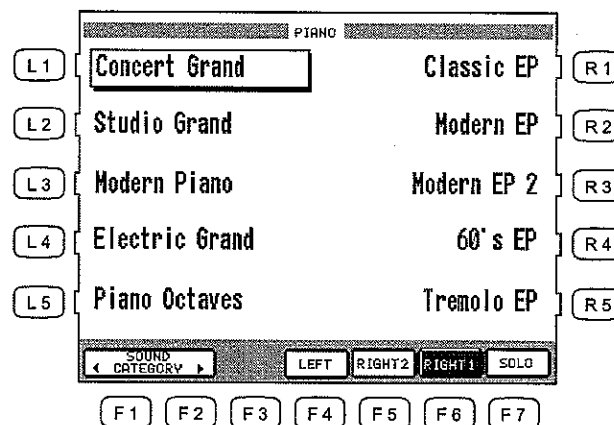 PIANO
L1 Concert Grand Classic EP R1
L2 Studio Grand Modern EP R2
L3 Modern Piano Modern EP 2 R3
L4 Electric Grand 60's EP R4
L5 Piano Octaves Tremolo EP R5
SOUND
CATEGORY LEFT RIGHT2 RIGHT1 SOLO
F1 F2 F3 F4 F5 F6 F7